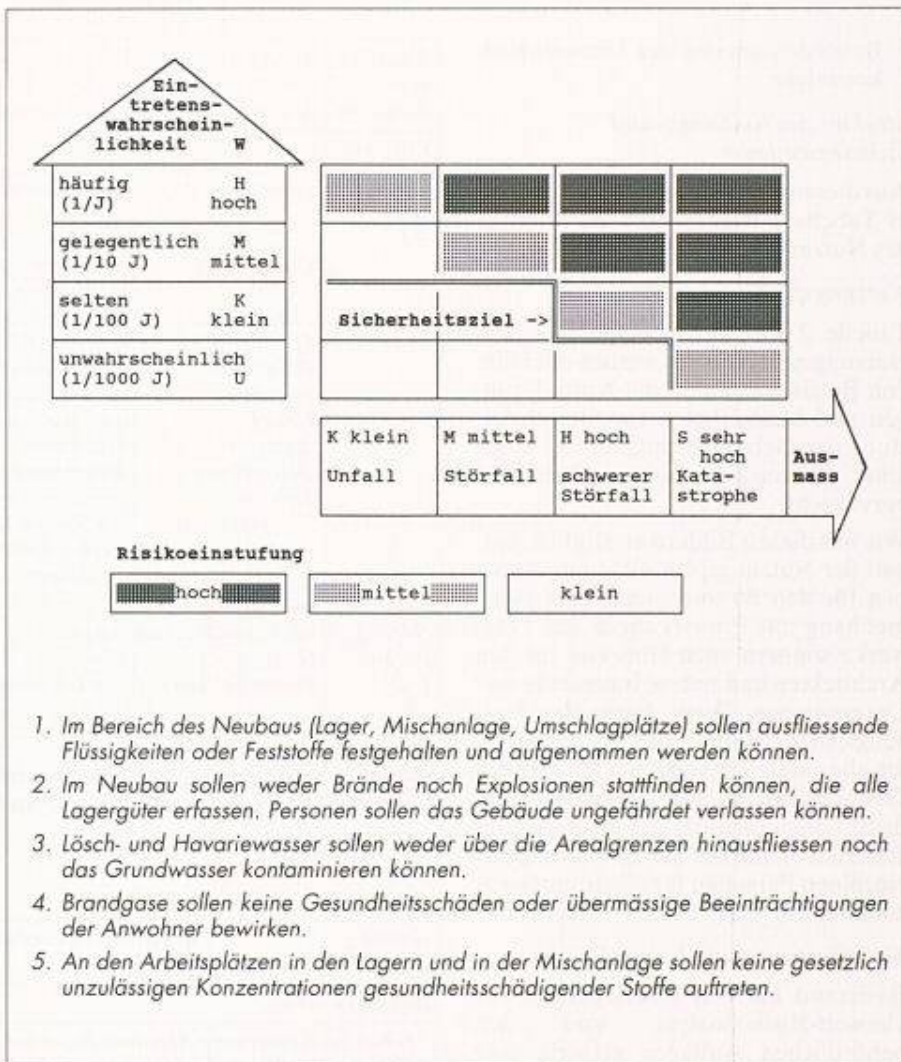 Ein-
tretens-
wahrschein-
lichkeit W
häufig H
(1/J) hoch
gelegentlich M
(1/10 J) mittel
selten K
(1/100 J) klein
unwahrscheinlich
(1/1000 J) U
Sicherheitsziel ->
K klein M mittel H hoch S sehr
hoch
Unfall Störfall schwerer Kata-
Störfall strophe
Aus-
mass
Risikoeinstufung
hoch mittel klein
1. Im Bereich des Neubaus (Lager, Mischanlage, Umschlagplätze) sollen ausfliessende
Flüssigkeiten oder Feststoffe festgehalten und aufgenommen werden können.
2. Im Neubau sollen weder Brände noch Explosionen stattfinden können, die alle
Lagergüter erfassen. Personen sollen das Gebäude ungefährdet verlassen können.
3. Lösch- und Havariewasser sollen weder über die Arealgrenzen hinausfliessen noch
das Grundwasser kontaminieren können.
4. Brandgase sollen keine Gesundheitsschäden oder übermässige Beeinträchtigungen
der Anwohner bewirken.
5. An den Arbeitsplätzen in den Lagern und in der Mischanlage sollen keine gesetzlich
unzulässigen Konzentrationen gesundheitsschädigender Stoffe auftreten.